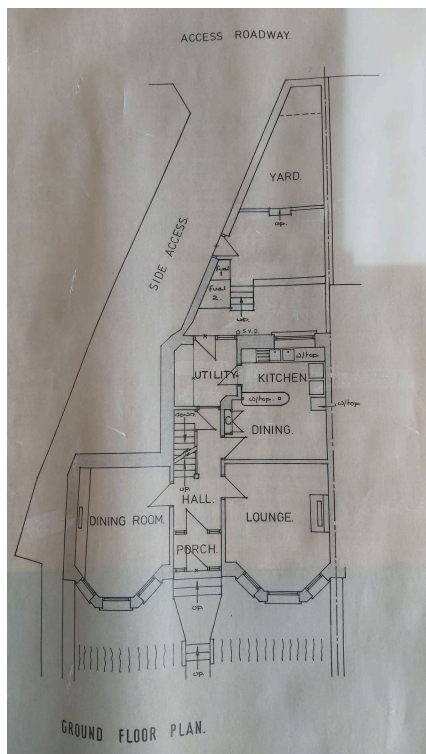 ACCESS ROADWAY.
YARD.
up.
SIDE ACCESS.
fuel
1
fuel
2.
up.
S.V.P.
w/top
UTILITY
KITCHEN
w/top.
w/top
down
DINING.
up
HALL.
DINING ROOM.
LOUNGE.
PORCH.
up.
up.
GROUND FLOOR PLAN.